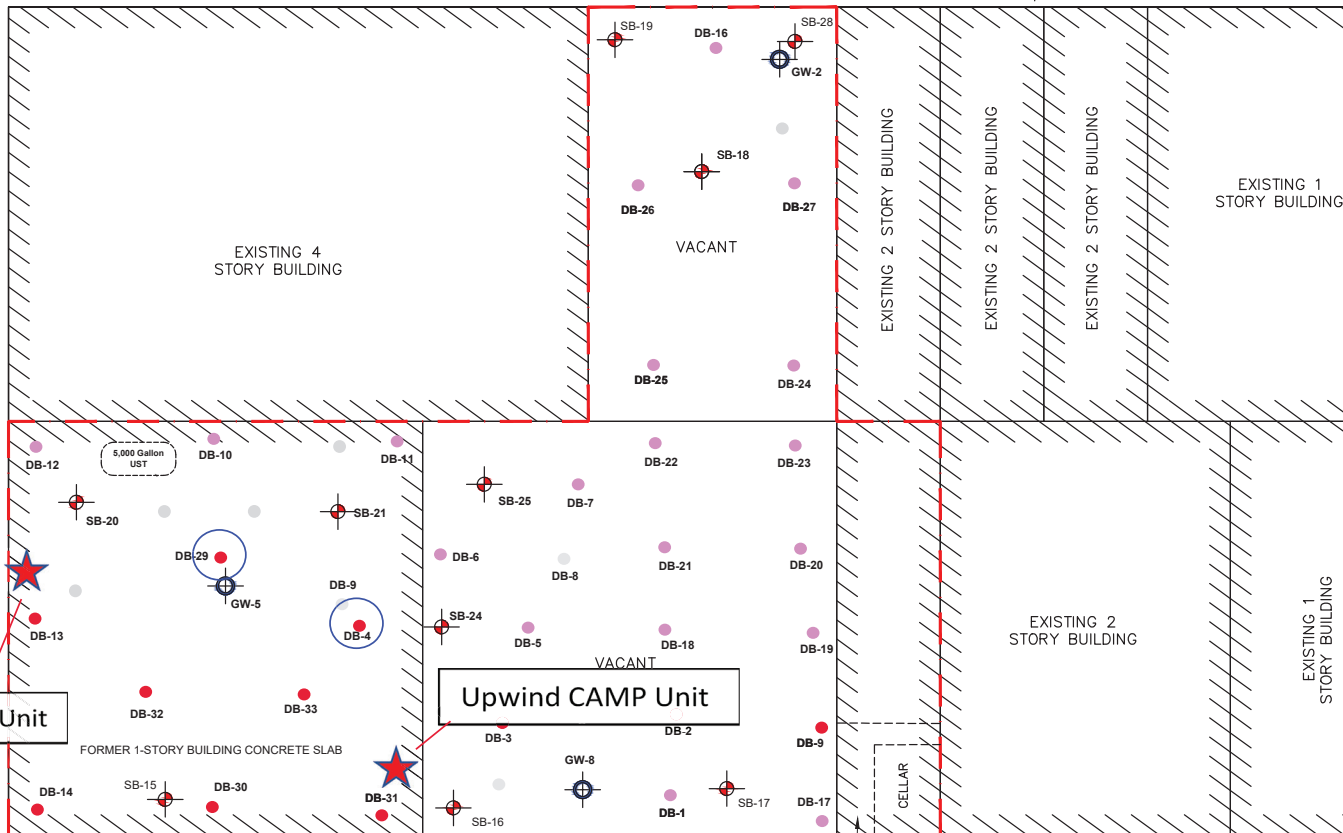 SB-19
DB-16
SB-28
GW-2
SB-18
DB-26
DB-27
VACANT
EXISTING 4
STORY BUILDING
EXISTING 2 STORY BUILDING
EXISTING 2 STORY BUILDING
EXISTING 2 STORY BUILDING
EXISTING 1
STORY BUILDING
DB-25
DB-24
DB-12
5,000 Gallon
UST
DB-10
DB-11
DB-22
DB-23
SB-20
SB-21
SB-25
DB-7
DB-29
DB-6
DB-8
DB-21
DB-20
GW-5
DB-9
SB-24
DB-13
DB-4
DB-5
DB-18
DB-19
VACANT
EXISTING 2
STORY BUILDING
EXISTING 1
STORY BUILDING
Upwind CAMP Unit
Unit
DB-32
DB-33
DB-3
DB-2
DB-9
FORMER 1-STORY BUILDING CONCRETE SLAB
GW-8
CELLAR
DB-14
SB-15
DB-30
DB-31
SB-16
DB-1
SB-17
DB-17